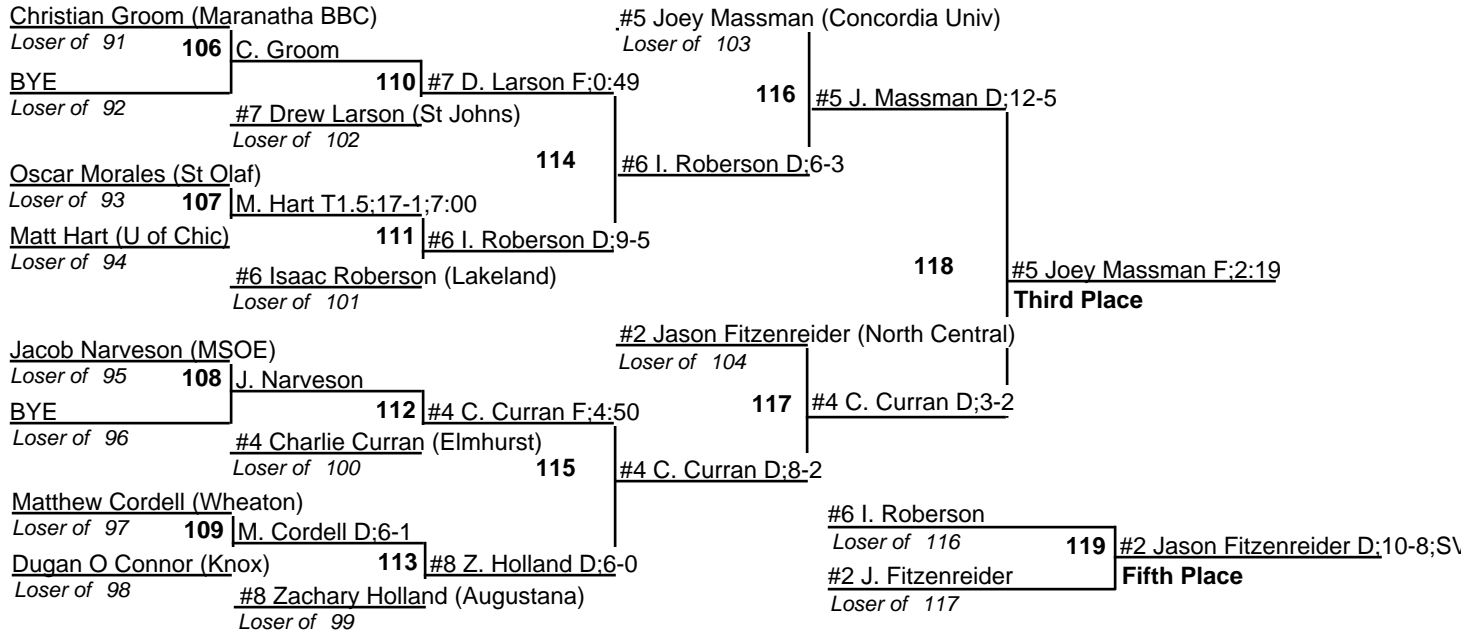 Christian Groom (Maranatha BBC)
Loser of 91
106
C. Groom
BYE
Loser of 92
110
#7 D. Larson F;0:49
#7 Drew Larson (St Johns)
Loser of 102
114
#6 I. Roberson D;6-3
Oscar Morales (St Olaf)
Loser of 93
107
M. Hart T1.5;17-1;7:00
Matt Hart (U of Chic)
Loser of 94
111
#6 I. Roberson D;9-5
#6 Isaac Roberson (Lakeland)
Loser of 101
#5 Joey Massman (Concordia Univ)
Loser of 103
116
#5 J. Massman D;12-5
118
#5 Joey Massman F;2:19
Third Place
Jacob Narveson (MSOE)
Loser of 95
108
J. Narveson
BYE
Loser of 96
112
#4 C. Curran F;4:50
#4 Charlie Curran (Elmhurst)
Loser of 100
115
#4 C. Curran D;8-2
Matthew Cordell (Wheaton)
Loser of 97
109
M. Cordell D;6-1
Dugan O Connor (Knox)
Loser of 98
113
#8 Z. Holland D;6-0
#8 Zachary Holland (Augustana)
Loser of 99
#2 Jason Fitzenreider (North Central)
Loser of 104
117
#4 C. Curran D;3-2
#6 I. Roberson
Loser of 116
119
#2 Jason Fitzenreider D;10-8;SV
#2 J. Fitzenreider
Loser of 117
Fifth Place